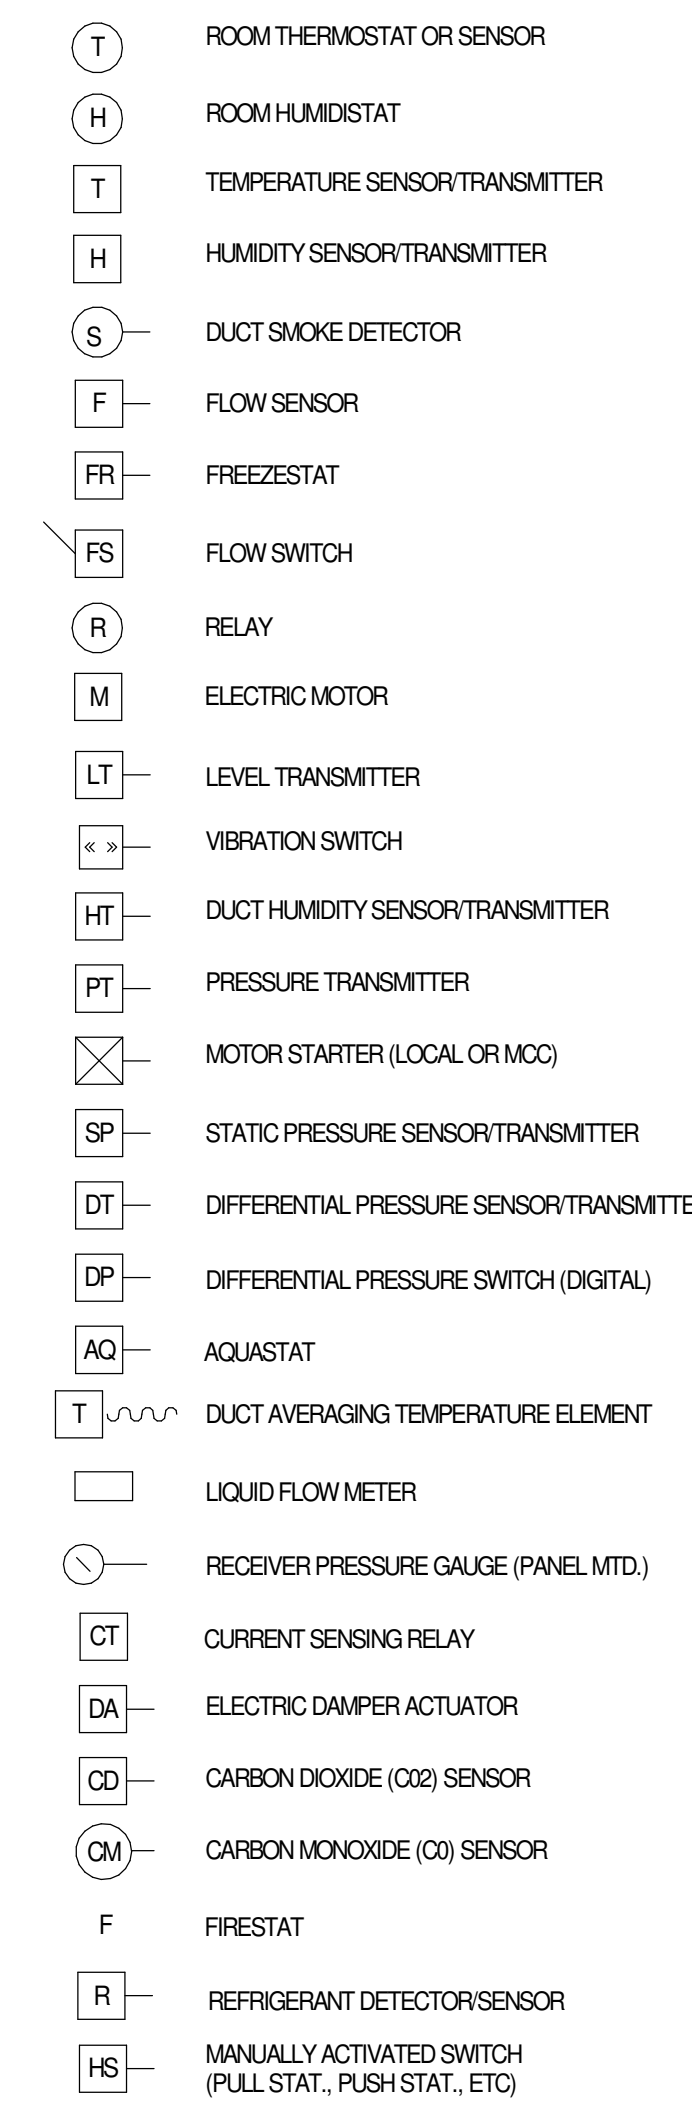 T ROOM THERMOSTAT OR SENSOR
H ROOM HUMIDISTAT
T TEMPERATURE SENSOR/TRANSMITTER
H HUMIDITY SENSOR/TRANSMITTER
S DUCT SMOKE DETECTOR
F FLOW SENSOR
FR FREEZESTAT
FS FLOW SWITCH
R RELAY
M ELECTRIC MOTOR
LT LEVEL TRANSMITTER
« » VIBRATION SWITCH
HT DUCT HUMIDITY SENSOR/TRANSMITTER
PT PRESSURE TRANSMITTER
MOTOR STARTER (LOCAL OR MCC)
SP STATIC PRESSURE SENSOR/TRANSMITTER
DT DIFFERENTIAL PRESSURE SENSOR/TRANSMITTE
DP DIFFERENTIAL PRESSURE SWITCH (DIGITAL)
AQ AQUASTAT
T DUCT AVERAGING TEMPERATURE ELEMENT
LIQUID FLOW METER
RECEIVER PRESSURE GAUGE (PANEL MTD.)
CT CURRENT SENSING RELAY
DA ELECTRIC DAMPER ACTUATOR
CD CARBON DIOXIDE (C02) SENSOR
CM CARBON MONOXIDE (C0) SENSOR
F FIRESTAT
R REFRIGERANT DETECTOR/SENSOR
HS MANUALLY ACTIVATED SWITCH
(PULL STAT., PUSH STAT., ETC)